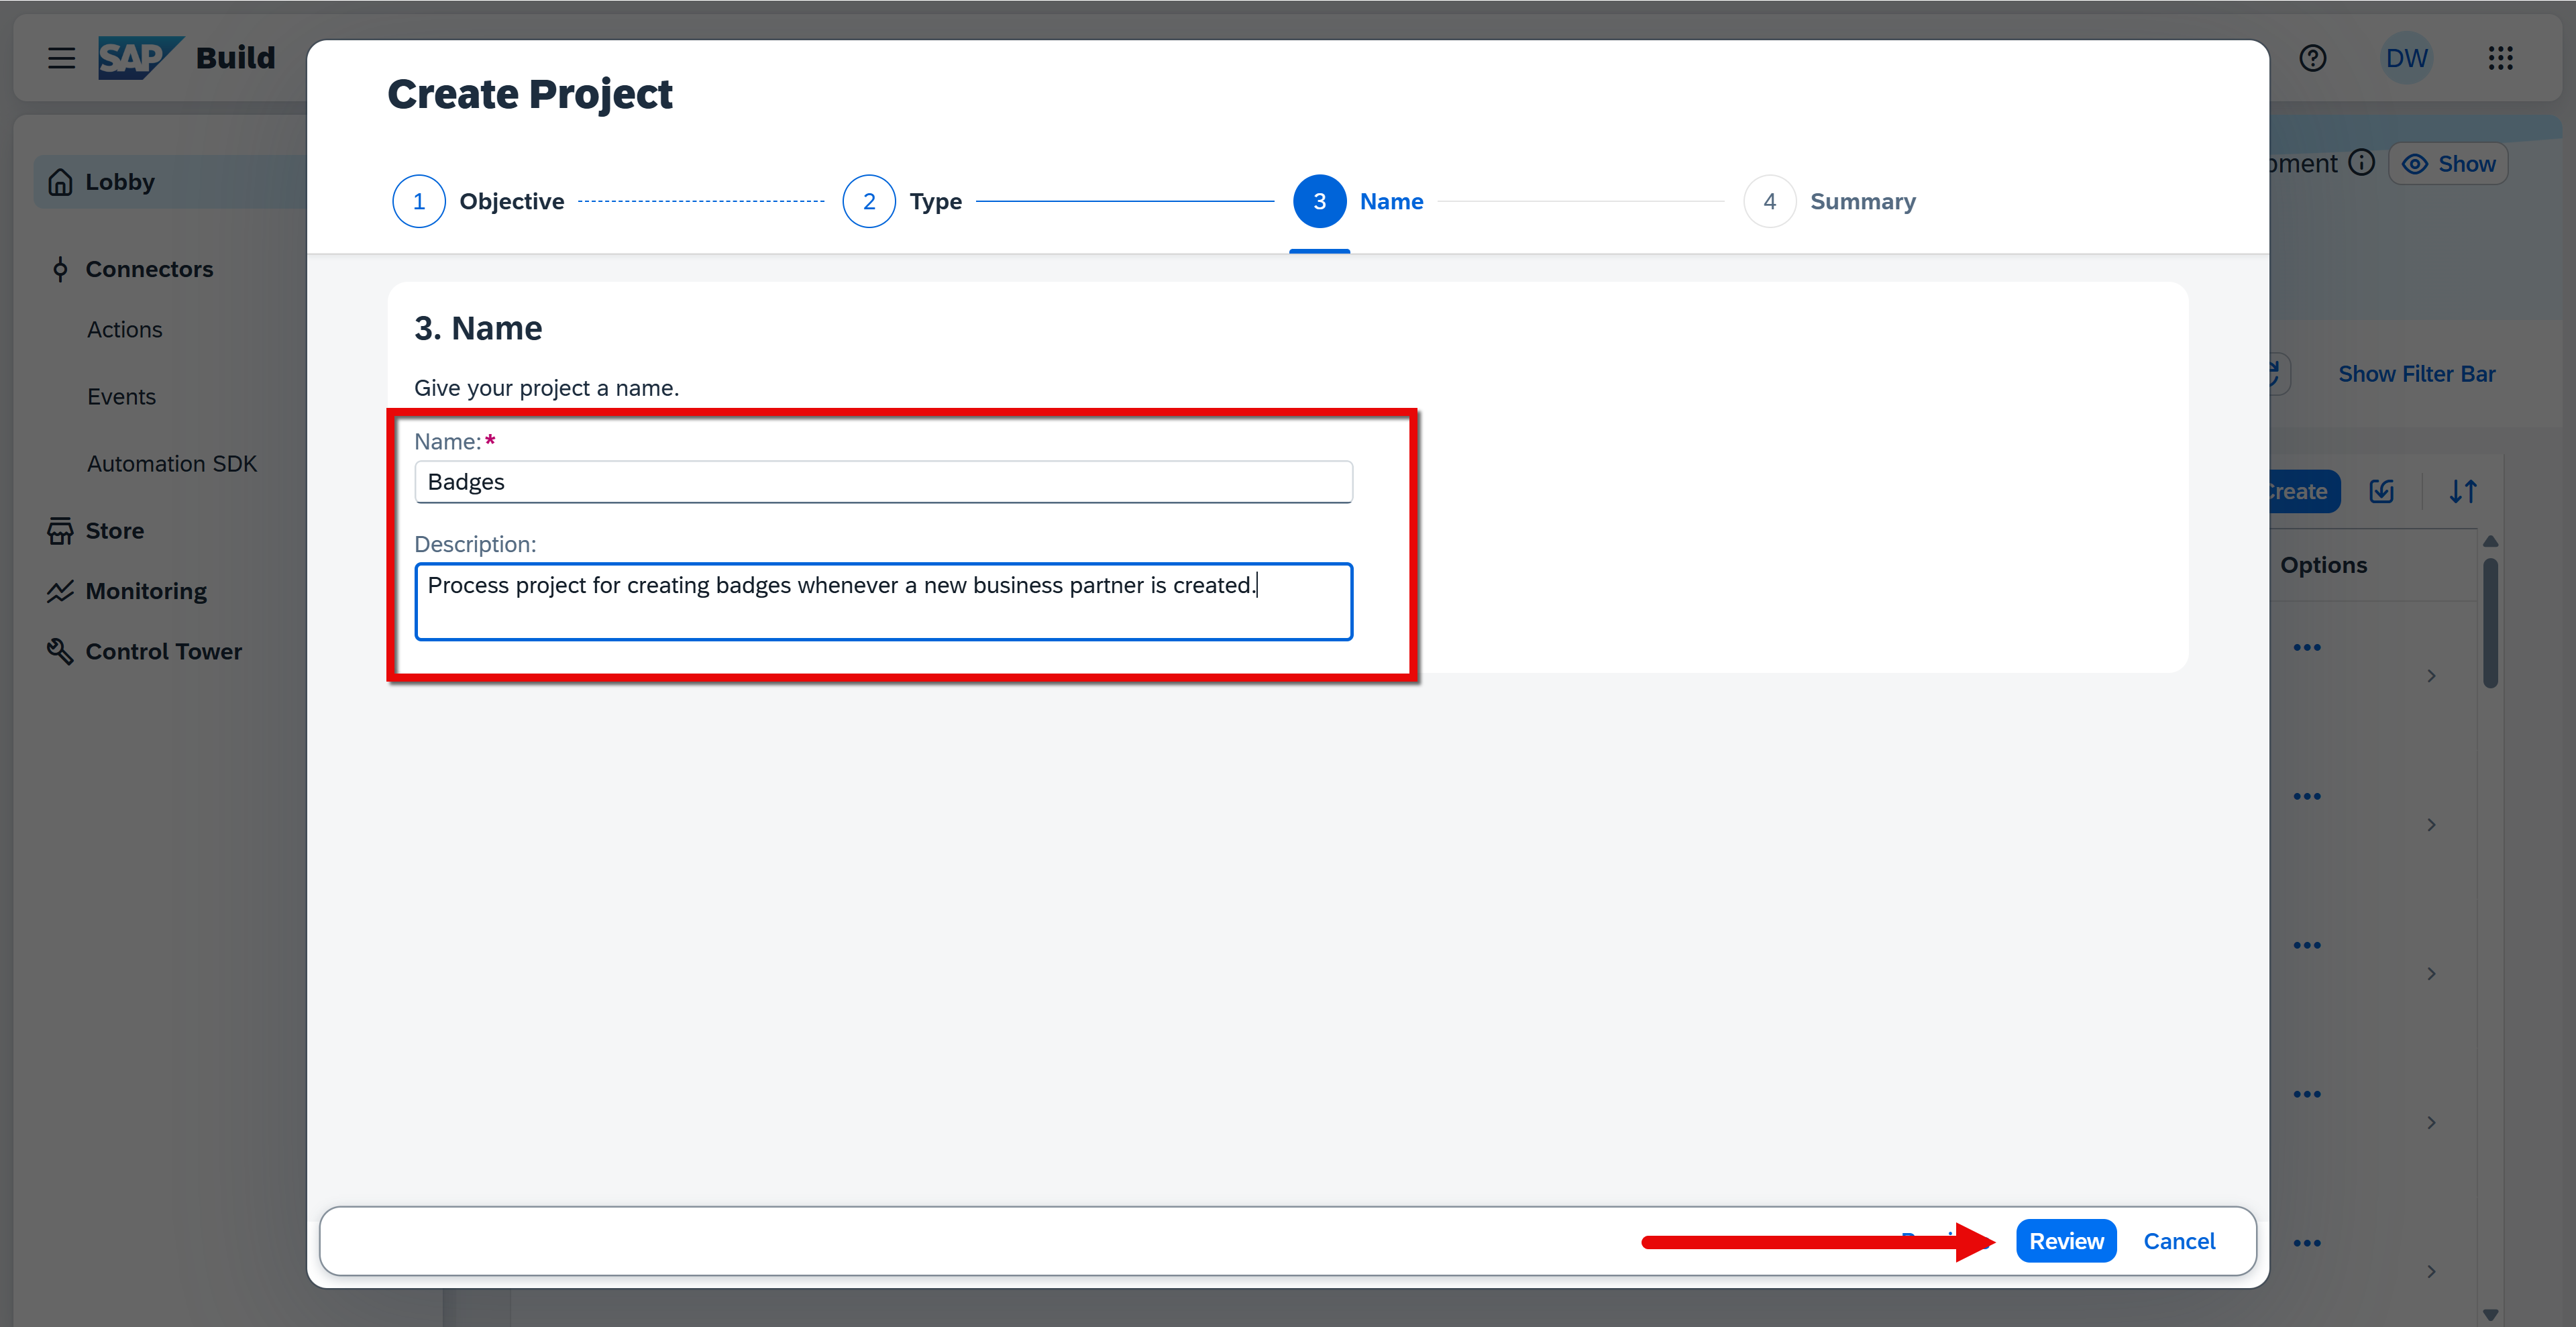 SAP Build
DW
Create Project
1 Objective
2 Type
3 Name
4 Summary
Lobby
Connectors
Actions
Events
Automation SDK
Store
Monitoring
Control Tower
Show
Show Filter Bar
3. Name
Give your project a name.
Name:*
Badges
Description:
Process project for creating badges whenever a new business partner is created.
Create
Options
Review
Cancel